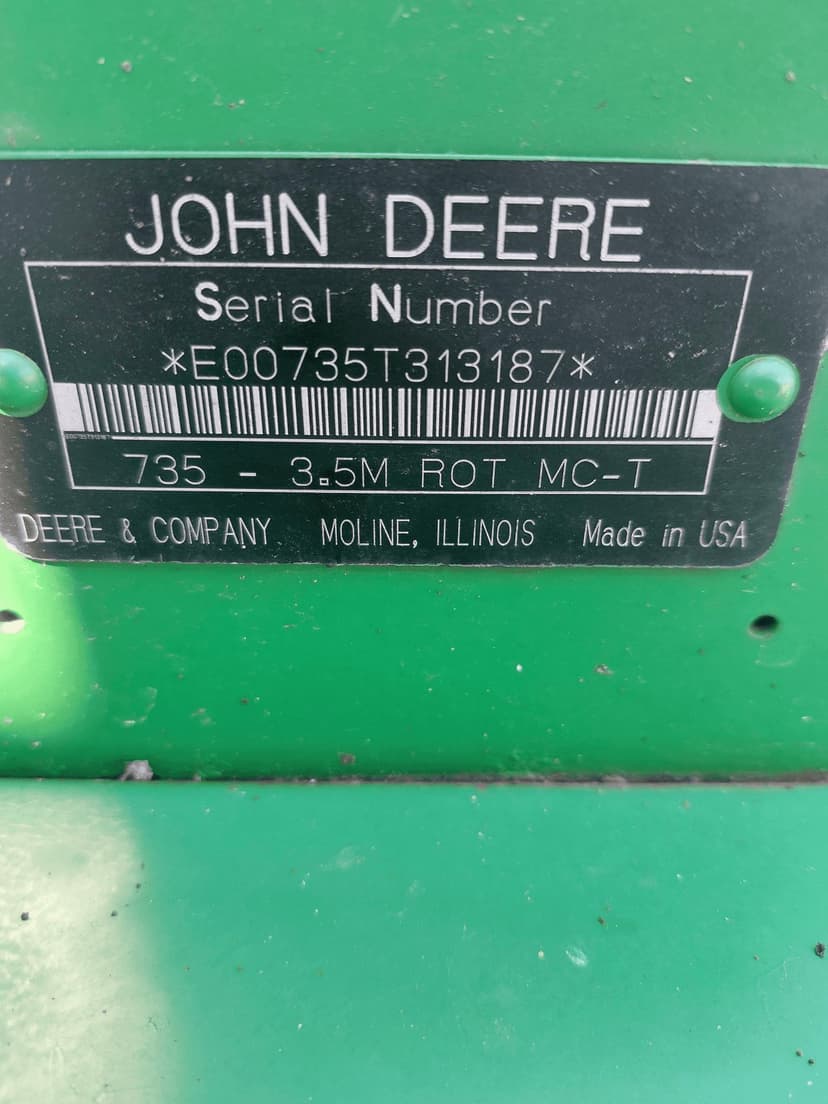 JOHN DEERE
Serial Number
*E00735T313187*
735 - 3.5M ROT MC-T
DEERE & COMPANY MOLINE, ILLINOIS Made in USA